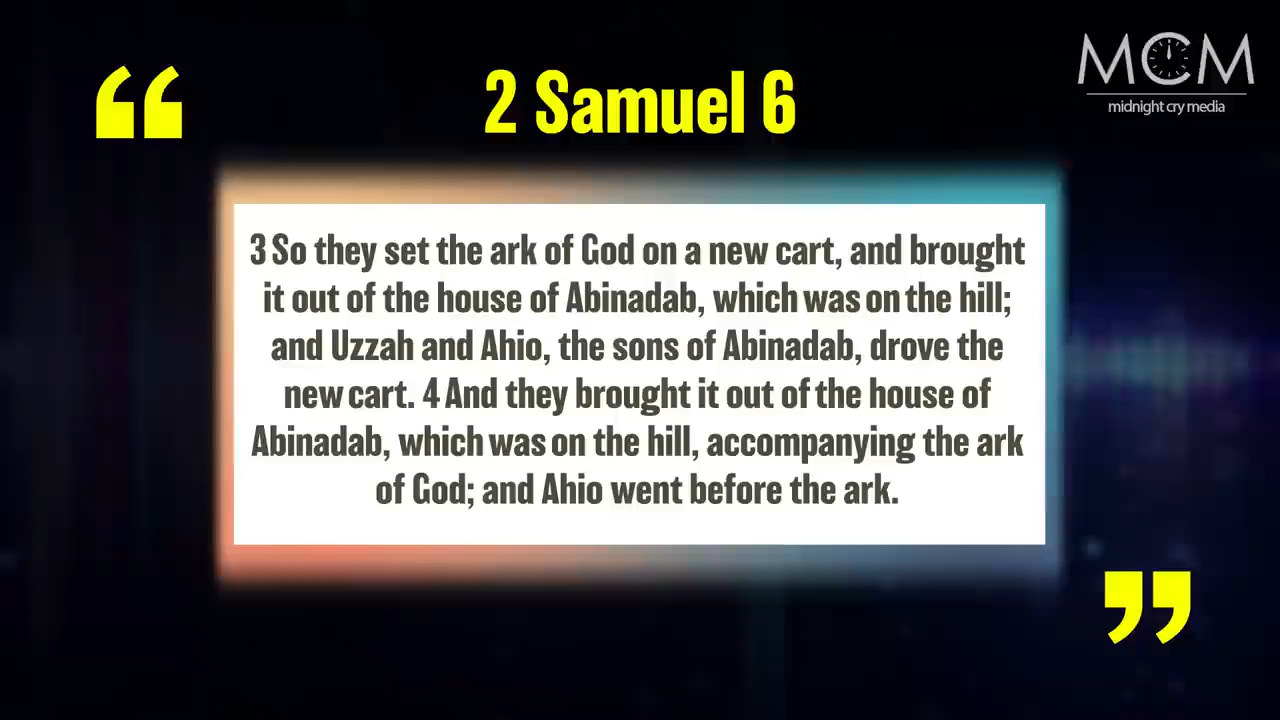 MCM
midnight cry media
“
2 Samuel 6
3 So they set the ark of God on a new cart, and brought
it out of the house of Abinadab, which was on the hill;
and Uzzah and Ahio, the sons of Abinadab, drove the
new cart. 4 And they brought it out of the house of
Abinadab, which was on the hill, accompanying the ark
of God; and Ahio went before the ark.
”